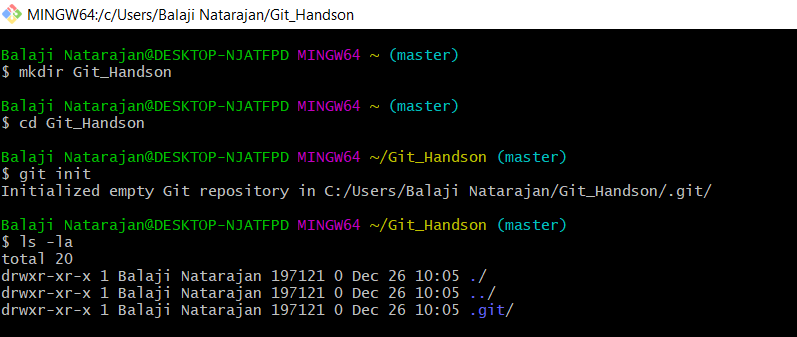 MINGW64:/c/Users/Balaji Natarajan/Git_Handson
Balaji Natarajan@DESKTOP-NJATFPD MINGW64 ~ (master)
$ mkdir Git_Handson
Balaji Natarajan@DESKTOP-NJATFPD MINGW64 ~ (master)
$ cd Git_Handson
Balaji Natarajan@DESKTOP-NJATFPD MINGW64 ~/Git_Handson (master)
$ git init
Initialized empty Git repository in C:/Users/Balaji Natarajan/Git_Handson/.git/
Balaji Natarajan@DESKTOP-NJATFPD MINGW64 ~/Git_Handson (master)
$ ls -la
total 20
drwxr-xr-x 1 Balaji Natarajan 197121 0 Dec 26 10:05 ./
drwxr-xr-x 1 Balaji Natarajan 197121 0 Dec 26 10:05 ../
drwxr-xr-x 1 Balaji Natarajan 197121 0 Dec 26 10:05 .git/